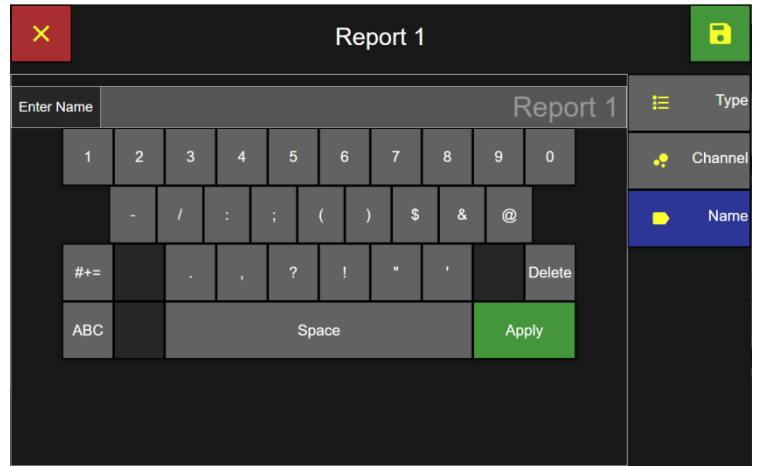 Report 1
Enter Name Report 1
Type
1 2 3 4 5 6 7 8 9 0
Channel
- / : ; ( ) $ & @
Name
#+= . , ? ! " ' Delete
ABC Space Apply